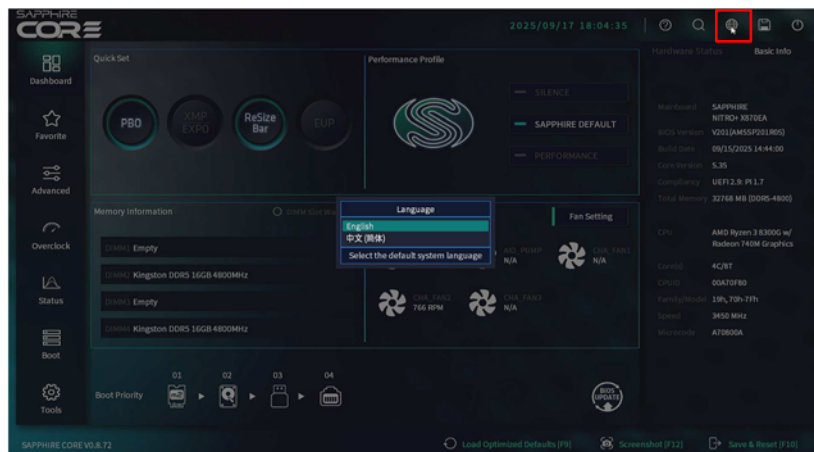 SAPPHIRE
CORE
2025/09/17 18:04:35
Dashboard
Favorite
Advanced
Overclock
Status
Boot
Tools
Quick Set
PBO
XMP
EXPO
ReSize
Bar
EUP
Performance Profile
SILENCE
SAPPHIRE DEFAULT
PERFORMANCE
Memory Information
DIMM Slot
DIMM1 Empty
Kingston DDR5 16GB 4800MHz
Empty
Kingston DDR5 16GB 4800MHz
Language
English
中文 (简体)
Select the default system language
Fan Setting
AIO_PUMP
N/A
CHA_FAN1
N/A
CHA_FAN2
766 RPM
CHA_FAN3
N/A
Boot Priority
01
02
03
04
BIOS
UPDATE
Hardware Status
Basic Info
Mainboard SAPPHIRE
NITRO+ X870EA
BIOS Version V201(AMS5P201R05)
Build Date 09/15/2025 14:44:00
Core Version 5.35
Compliancy UEFI 2.9: PI 1.7
Total Memory 32768 MB (DDR5-4800)
CPU AMD Ryzen 3 8300G w/
Radeon 740M Graphics
Core(s) 4C/8T
CPUID 00A70F80
Family/Model 19h, 70h-7Fh
Speed 3450 MHz
Microcode A70800A
SAPPHIRE CORE V0.8.72
Load Optimized Defaults [F9]
Screenshot [F12]
Save & Reset [F10]